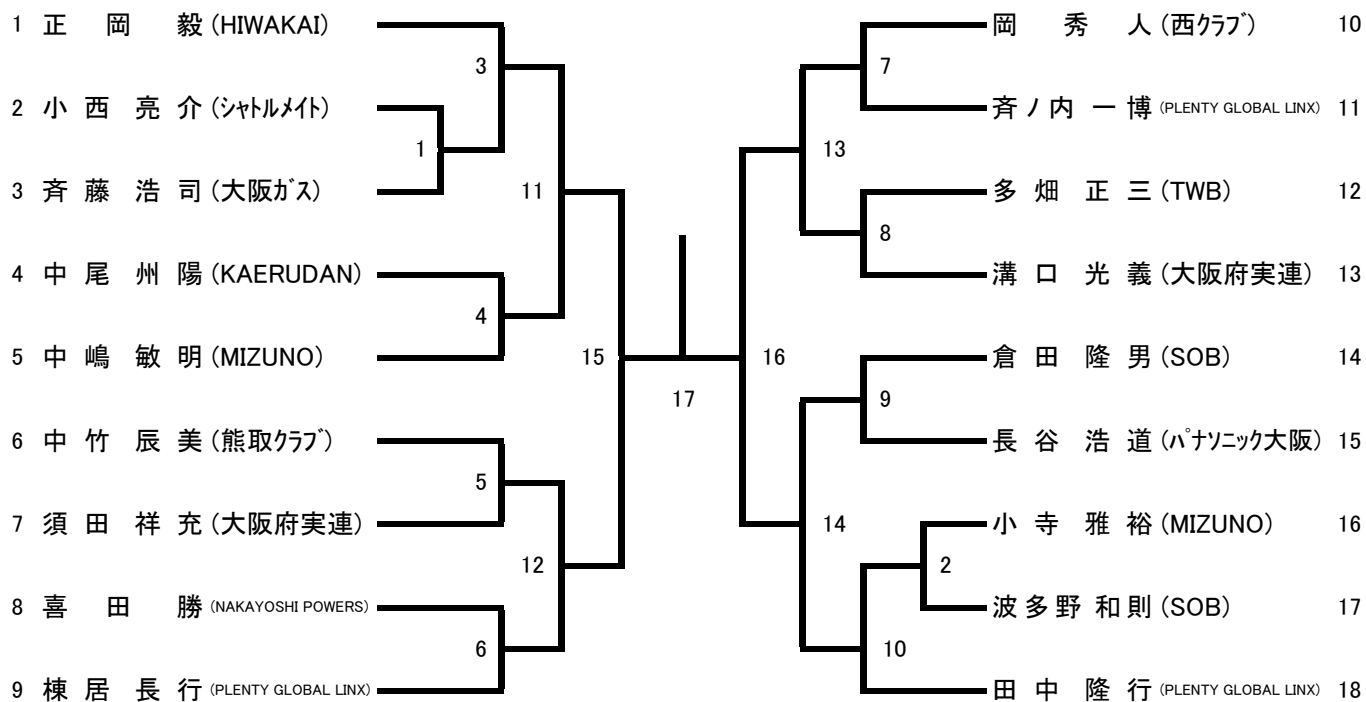 1 正 岡 毅 (HIWAKAI)
3
2 小 西 亮 介 (ｼｬﾄﾙﾒｲﾄ)
1
3 斉 藤 浩 司 (大阪ｶﾞｽ)
11
4 中 尾 州 陽 (KAERUDAN)
4
5 中 嶋 敏 明 (MIZUNO)
15
6 中 竹 辰 美 (熊取ｸﾗﾌﾞ)
5
7 須 田 祥 充 (大阪府実連)
12
8 喜 田 勝 (NAKAYOSHI POWERS)
6
9 棟 居 長 行 (PLENTY GLOBAL LINX)
17
岡 秀 人 (西ｸﾗﾌﾞ) 10
7
斉ノ内 一博 (PLENTY GLOBAL LINX) 11
13
多 畑 正 三 (TWB) 12
8
溝 口 光 義 (大阪府実連) 13
16
倉 田 隆 男 (SOB) 14
9
長 谷 浩 道 (ﾊﾟﾅｿﾆｯｸ大阪) 15
14
小 寺 雅 裕 (MIZUNO) 16
2
波多野 和則 (SOB) 17
10
田 中 隆 行 (PLENTY GLOBAL LINX) 18